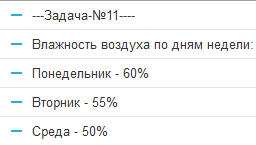 ---Задача-№11----
Влажность воздуха по дням недели:
Понедельник - 60%
Вторник - 55%
Среда - 50%